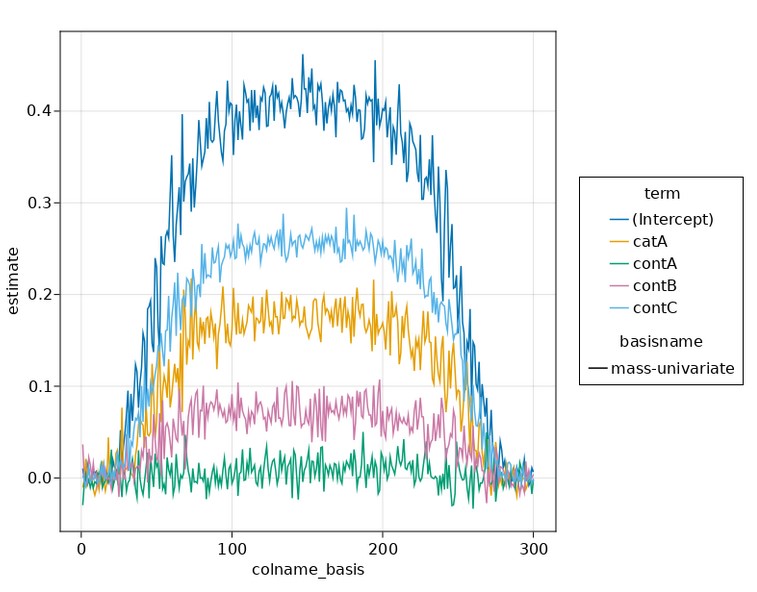 0.4
0.3
0.2
0.1
0.0
estimate
0 100 200 300
colname_basis
term
(Intercept)
catA
contA
contB
contC
basisname
mass-univariate